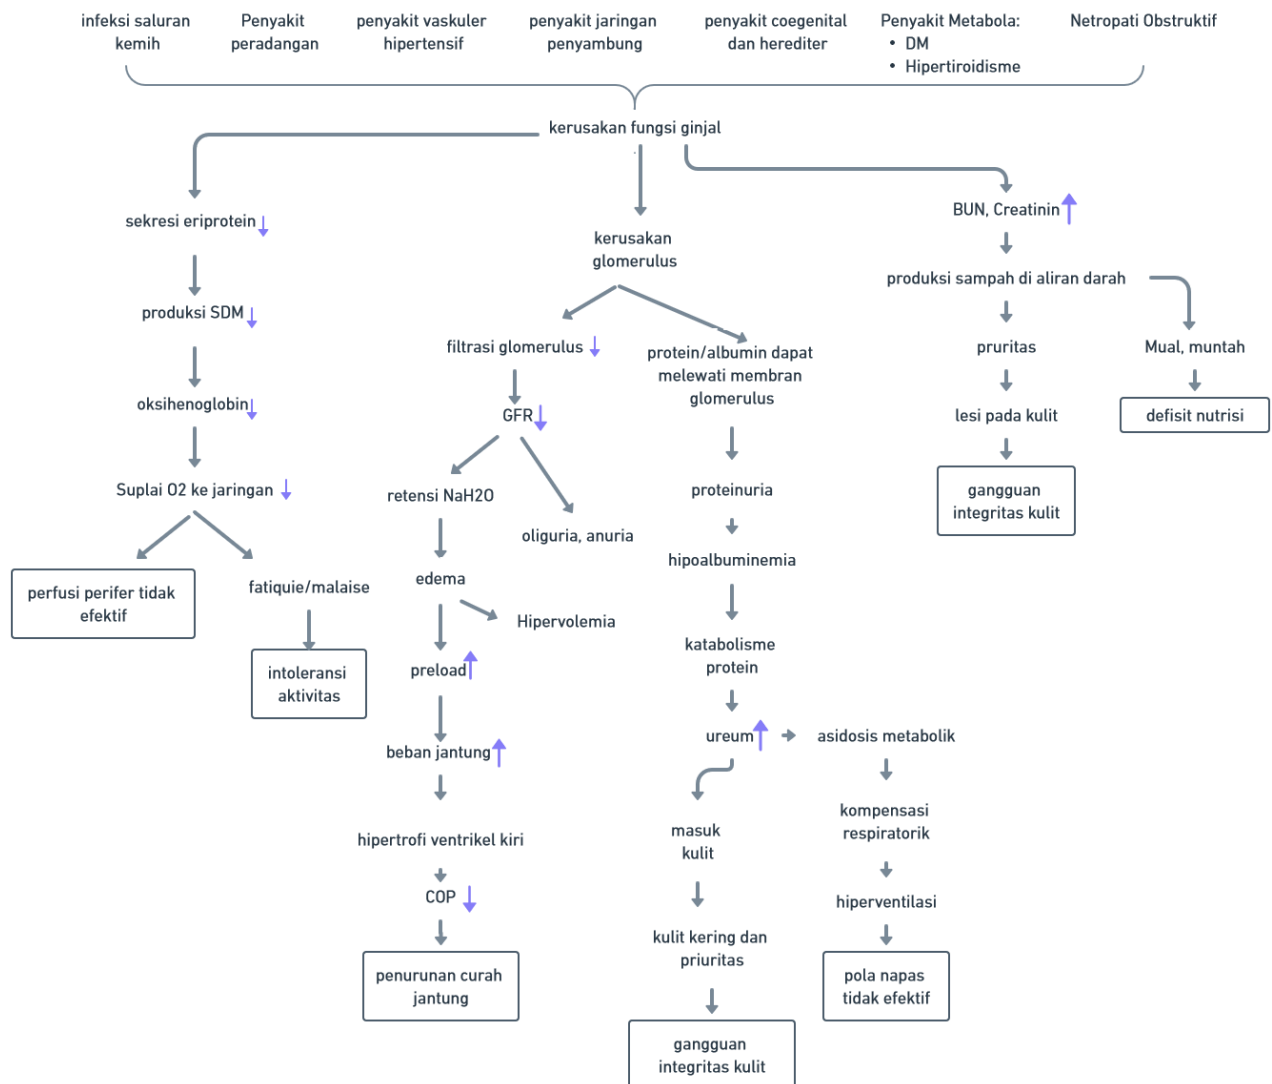 infeksi saluran
kemih
Penyakit
peradangan
penyakit vaskuler
hipertensif
penyakit jaringan
penyambung
penyakit coegenital
dan herediter
Penyakit Metabola:
• DM
• Hipertiroidisme
Netropati Obstruktif
kerusakan fungsi ginjal
sekresi eriprotein
produksi SDM
oksihenoglobin
Suplai O2 ke jaringan
perfusi perifer tidak
efektif
fatiquie/malaise
intoleransi
aktivitas
kerusakan
glomerulus
filtrasi glomerulus
GFR
retensi NaH2O
oliguria, anuria
edema
Hipervolemia
preload
beban jantung
hipertrofi ventrikel kiri
COP
penurunan curah
jantung
protein/albumin dapat
melewati membran
glomerulus
proteinuria
hipoalbuminemia
katabolisme
protein
ureum
asidosis metabolik
masuk
kulit
kulit kering dan
priuritas
gangguan
integritas kulit
kompensasi
respiratorik
hiperventilasi
pola napas
tidak efektif
BUN, Creatinin
produksi sampah di aliran darah
pruritas
lesi pada kulit
gangguan
integritas kulit
Mual, muntah
defisit nutrisi